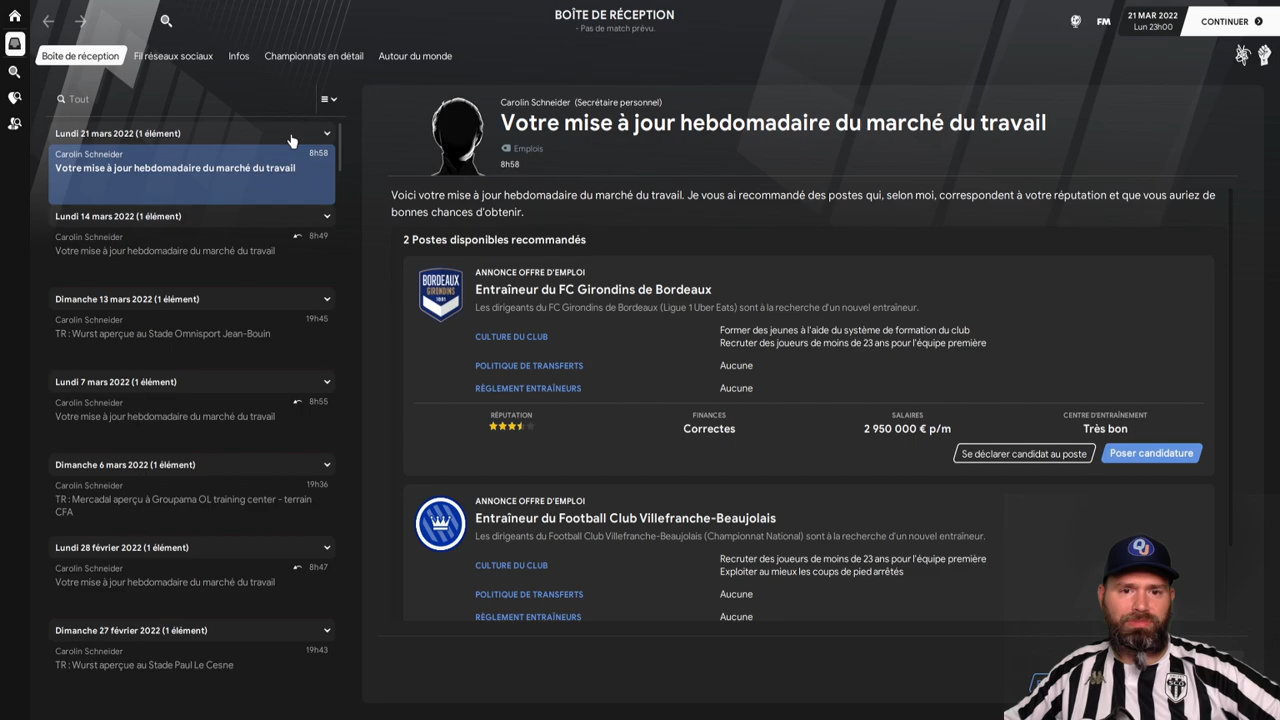 BOÎTE DE RÉCEPTION
- Pas de match prévu.
FM
21 MAR 2022
Lun 23h00
CONTINUER
Boîte de réception
Fil réseaux sociaux
Infos
Championnats en détail
Autour du monde
Tout
Lundi 21 mars 2022 (1 élément)
Carolin Schneider
8h58
Votre mise à jour hebdomadaire du marché du travail
Lundi 14 mars 2022 (1 élément)
Carolin Schneider
8h49
Votre mise à jour hebdomadaire du marché du travail
Dimanche 13 mars 2022 (1 élément)
Carolin Schneider
19h45
TR : Wurst aperçue au Stade Omnisport Jean-Bouin
Lundi 7 mars 2022 (1 élément)
Carolin Schneider
8h55
Votre mise à jour hebdomadaire du marché du travail
Dimanche 6 mars 2022 (1 élément)
Carolin Schneider
19h36
TR : Mercadal aperçu à Groupama OL training center - terrain
CFA
Lundi 28 février 2022 (1 élément)
Carolin Schneider
8h47
Votre mise à jour hebdomadaire du marché du travail
Dimanche 27 février 2022 (1 élément)
Carolin Schneider
19h43
TR : Wurst aperçue au Stade Paul Le Cesne
Carolin Schneider (Secrétaire personnel)
Votre mise à jour hebdomadaire du marché du travail
Emplois
8h58
Voici votre mise à jour hebdomadaire du marché du travail. Je vous ai recommandé des postes qui, selon moi, correspondent à votre réputation et que vous auriez de
bonnes chances d'obtenir.
2 Postes disponibles recommandés
BORDEAUX
GIRONDINS
1881
ANNONCE OFFRE D'EMPLOI
Entraîneur du FC Girondins de Bordeaux
Les dirigeants du FC Girondins de Bordeaux (Ligue 1 Uber Eats) sont à la recherche d'un nouvel entraîneur.
CULTURE DU CLUB
Former des jeunes à l'aide du système de formation du club
Recruter des joueurs de moins de 23 ans pour l'équipe première
POLITIQUE DE TRANSFERTS
Aucune
RÈGLEMENT ENTRAÎNEURS
Aucune
RÉPUTATION
FINANCES
Correctes
SALAIRES
2 950 000 € p/m
CENTRE D'ENTRAÎNEMENT
Très bon
Se déclarer candidat au poste
Poser candidature
ANNONCE OFFRE D'EMPLOI
Entraîneur du Football Club Villefranche-Beaujolais
Les dirigeants du Football Club Villefranche-Beaujolais (Championnat National) sont à la recherche d'un nouvel entraîneur.
CULTURE DU CLUB
Recruter des joueurs de moins de 23 ans pour l'équipe première
Exploiter au mieux les coups de pied arrêtés
POLITIQUE DE TRANSFERTS
Aucune
RÈGLEMENT ENTRAÎNEURS
Aucune